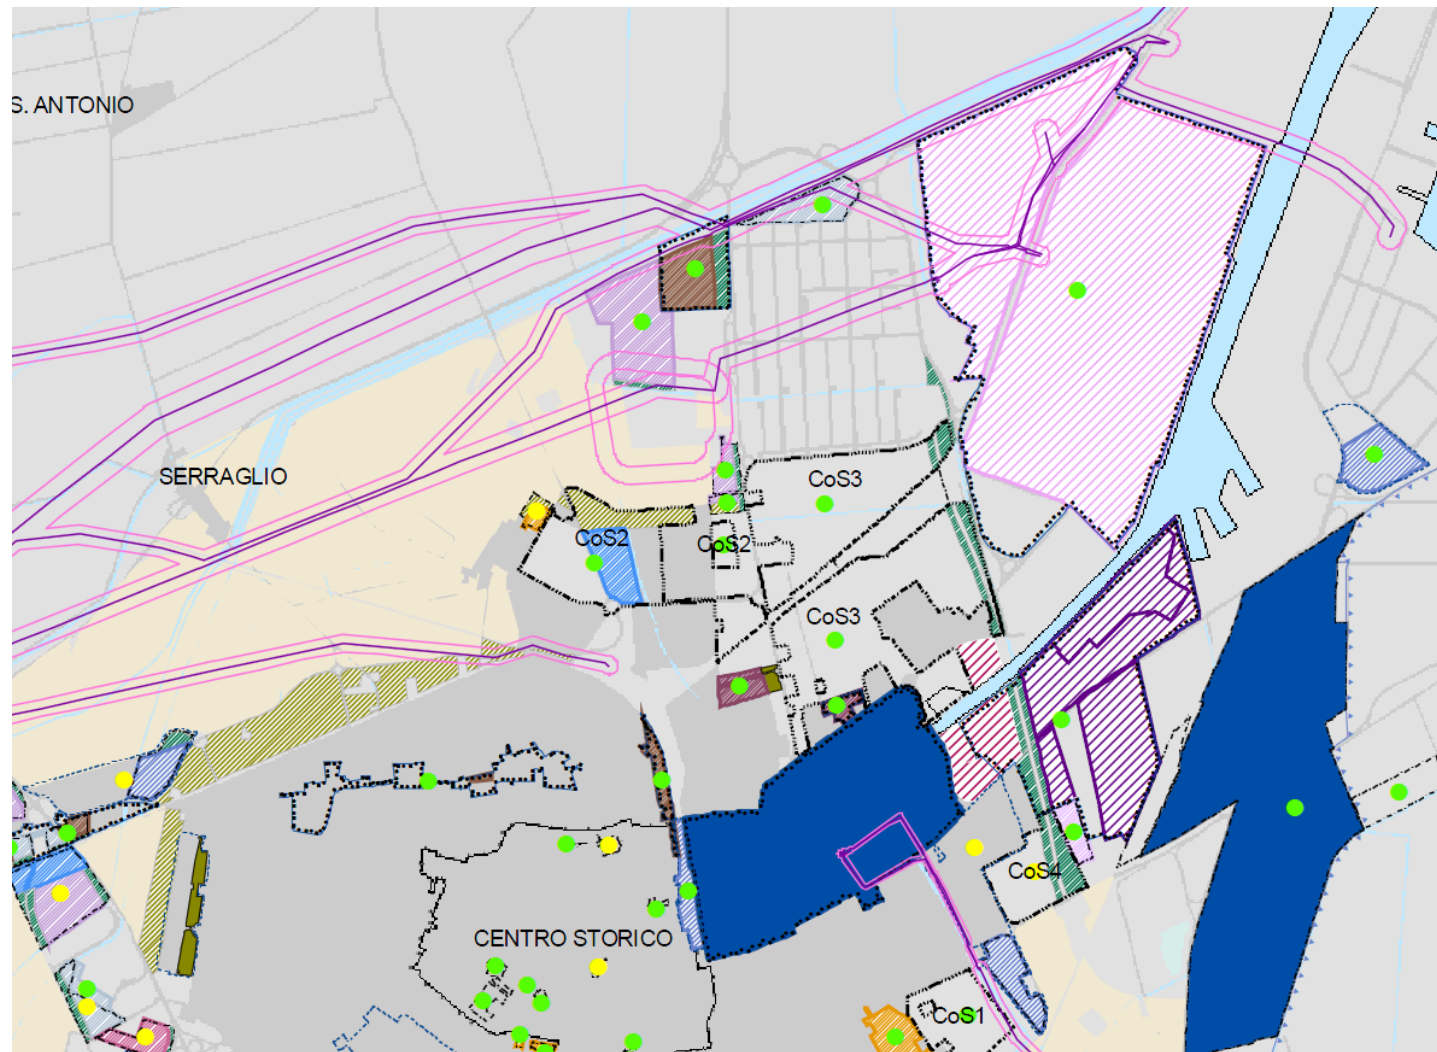 S. ANTONIO
SERRAGLIO
CoS3
CoS2
CoS2
CoS3
CoS4
CENTRO STORICO
CoS1